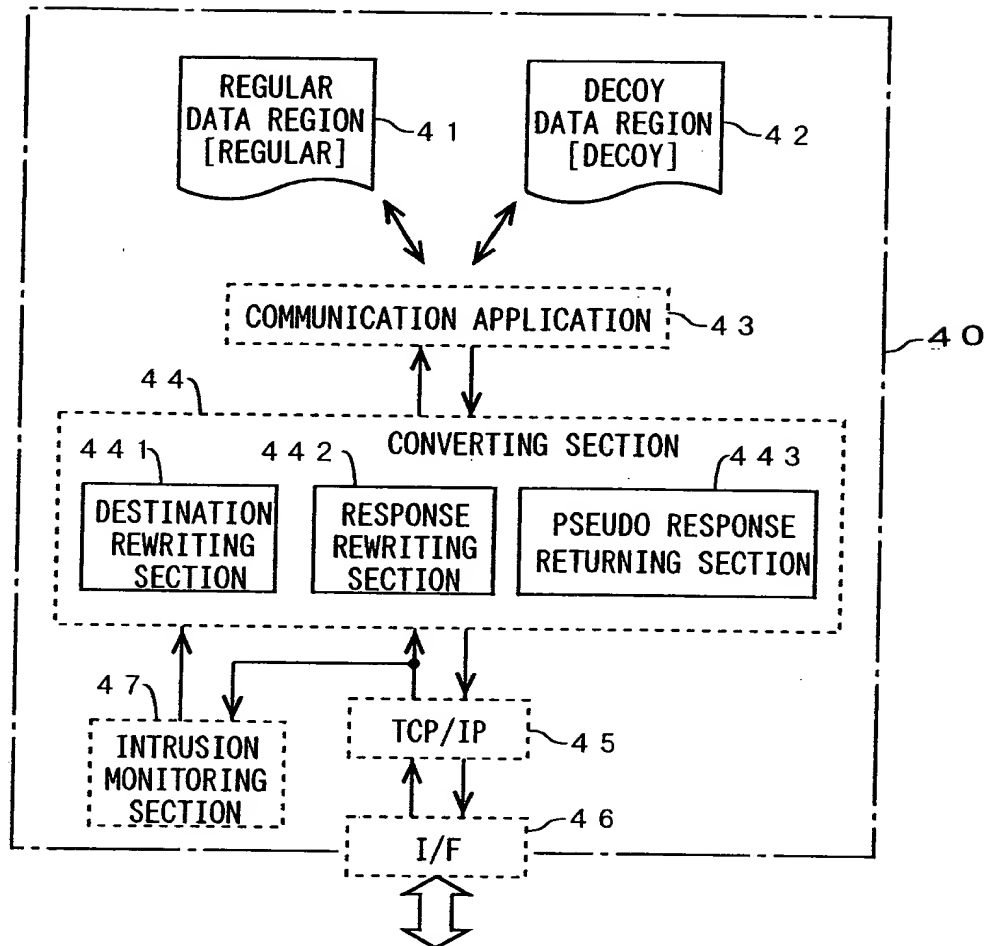 REGULAR
DATA REGION
[REGULAR]
41
DECOY
DATA REGION
[DECOY]
42
COMMUNICATION APPLICATION
43
40
44
CONVERTING SECTION
441
DESTINATION
REWRITING
SECTION
442
RESPONSE
REWRITING
SECTION
443
PSEUDO RESPONSE
RETURNING SECTION
47
INTRUSION
MONITORING
SECTION
TCP/IP
45
I/F
46